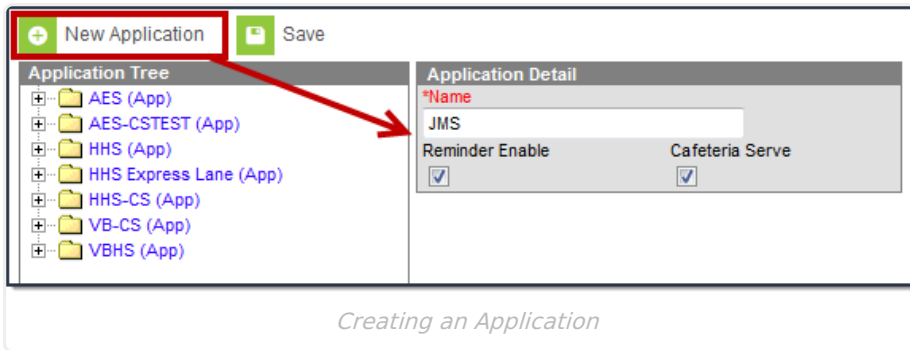 New Application Save
Application Tree
AES (App)
AES-CSTEST (App)
HHS (App)
HHS Express Lane (App)
HHS-CS (App)
VB-CS (App)
VBHS (App)
Application Detail
*Name
JMS
Reminder Enable Cafeteria Serve
Creating an Application